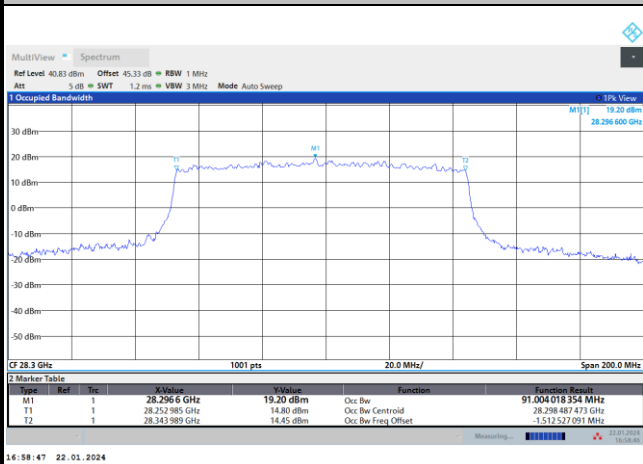 MultiView Spectrum
Ref Level 40.83 dBm Offset 45.33 dB RBW 1 MHz
Att 5 dB SWT 1.2 ms VBW 3 MHz Mode Auto Sweep
1 Occupied Bandwidth 1Pk View
M1[1] 19.20 dBm
28.296 600 GHz
30 dBm
M1
20 dBm
T1 T2
10 dBm
0 dBm
-10 dBm
-20 dBm
-30 dBm
-40 dBm
-50 dBm
CF 28.3 GHz 1001 pts 20.0 MHz/ Span 200.0 MHz
2 Marker Table
Type Ref Trc X-Value Y-Value Function Function Result
M1 1 28.296 6 GHz 19.20 dBm Occ Bw 91.004 018 354 MHz
T1 1 28.252 985 GHz 14.80 dBm Occ Bw Centroid 28.298 487 473 GHz
T2 1 28.343 989 GHz 14.45 dBm Occ Bw Freq Offset -1.512 527 091 MHz
Measuring... 22.01.2024
16:58:46
16:58:47 22.01.2024